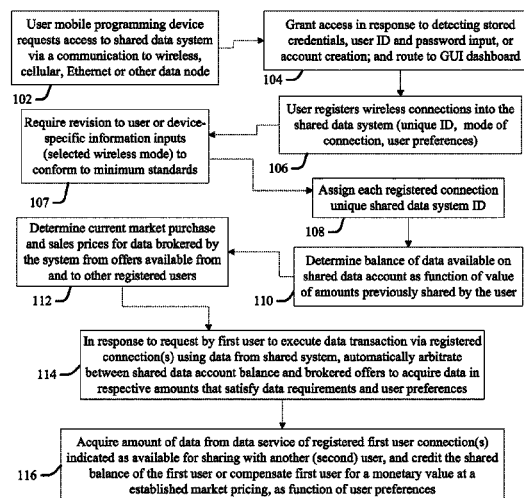 User mobile programming device
requests access to shared data system
via a communication to wireless,
cellular, Ethernet or other data node
102
Grant access in response to detecting stored
credentials, user ID and password input, or
account creation; and route to GUI dashboard
104
User registers wireless connections into the
shared data system (unique ID, mode of
connection, user preferences)
106
Require revision to user or device-
specific information inputs
(selected wireless mode) to
conform to minimum standards
107
Assign each registered connection
unique shared data system ID
108
Determine balance of data available on
shared data account as function of value
of amounts previously shared by the user
110
Determine current market purchase
and sales prices for data brokered by
the system from offers available from
and to other registered users
112
In response to request by first user to execute data transaction via registered
connection(s) using data from shared system, automatically arbitrate
between shared data account balance and brokered offers to acquire data in
respective amounts that satisfy data requirements and user preferences
114
Acquire amount of data from data service of registered first user connection(s)
indicated as available for sharing with another (second) user, and credit the shared
balance of the first user or compensate first user for a monetary value at a
established market pricing, as function of user preferences
116